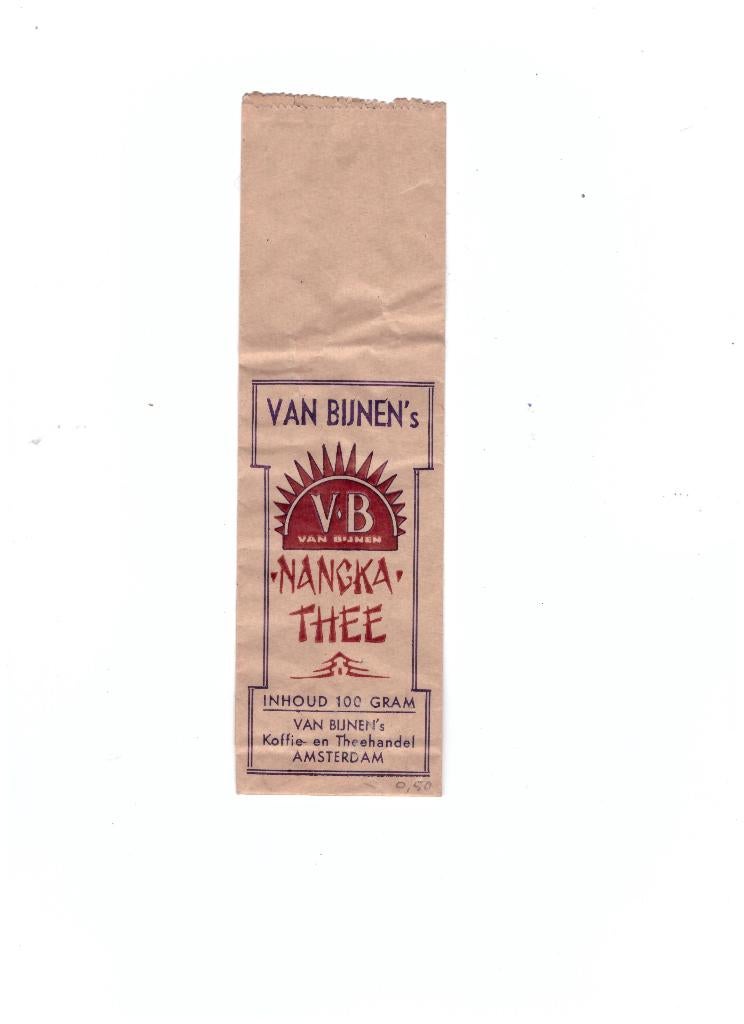 VAN BIJNEN's
V·B
VAN BIJNEN
·NANGKA·
THEE
INHOUD 100 GRAM
VAN BIJNEN's
Koffie- en Theehandel
AMSTERDAM
0,50